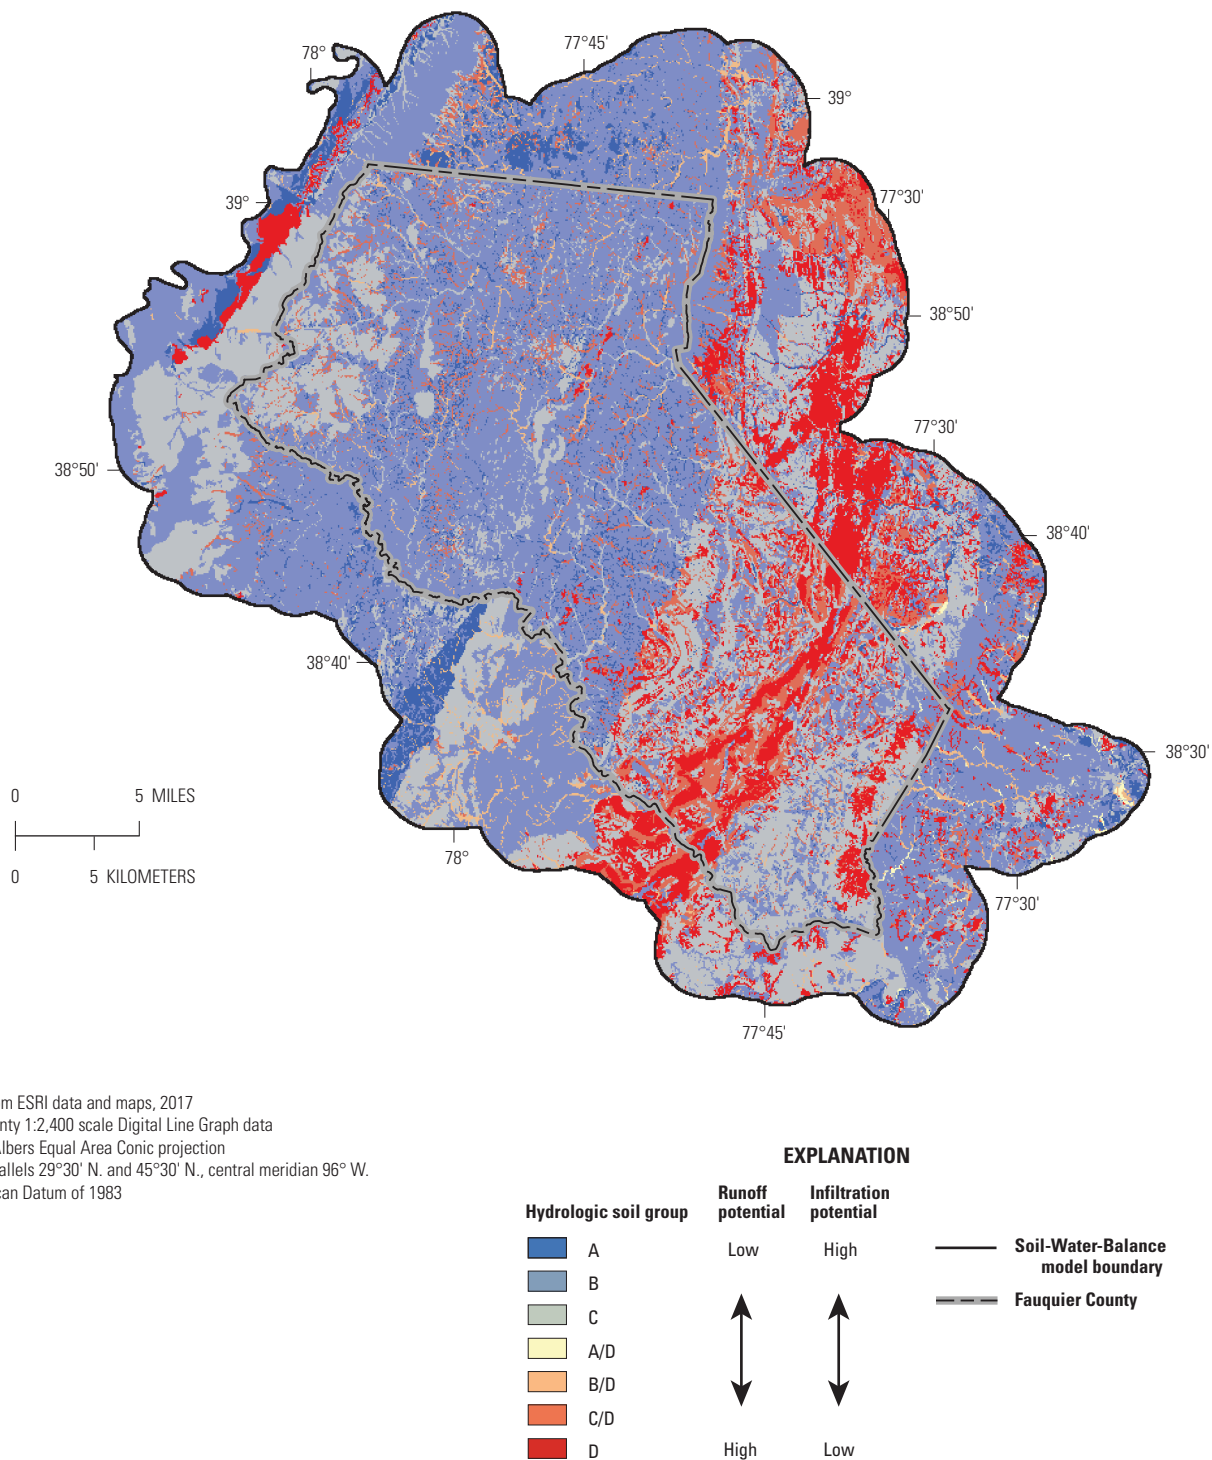 78°
77°45'
39°
39°
77°30'
38°50'
77°30'
38°50'
38°40'
38°40'
38°30'
0 5 MILES
0 5 KILOMETERS
78°
77°30'
77°45'
ESRI data and maps, 2017
1:2,400 scale Digital Line Graph data
Albers Equal Area Conic projection
29°30' N. and 45°30' N., central meridian 96° W.
Datum of 1983
EXPLANATION
Hydrologic soil group
Runoff potential
Infiltration potential
A Low High
B
C
A/D
B/D
C/D
D High Low
Soil-Water-Balance
model boundary
Fauquier County